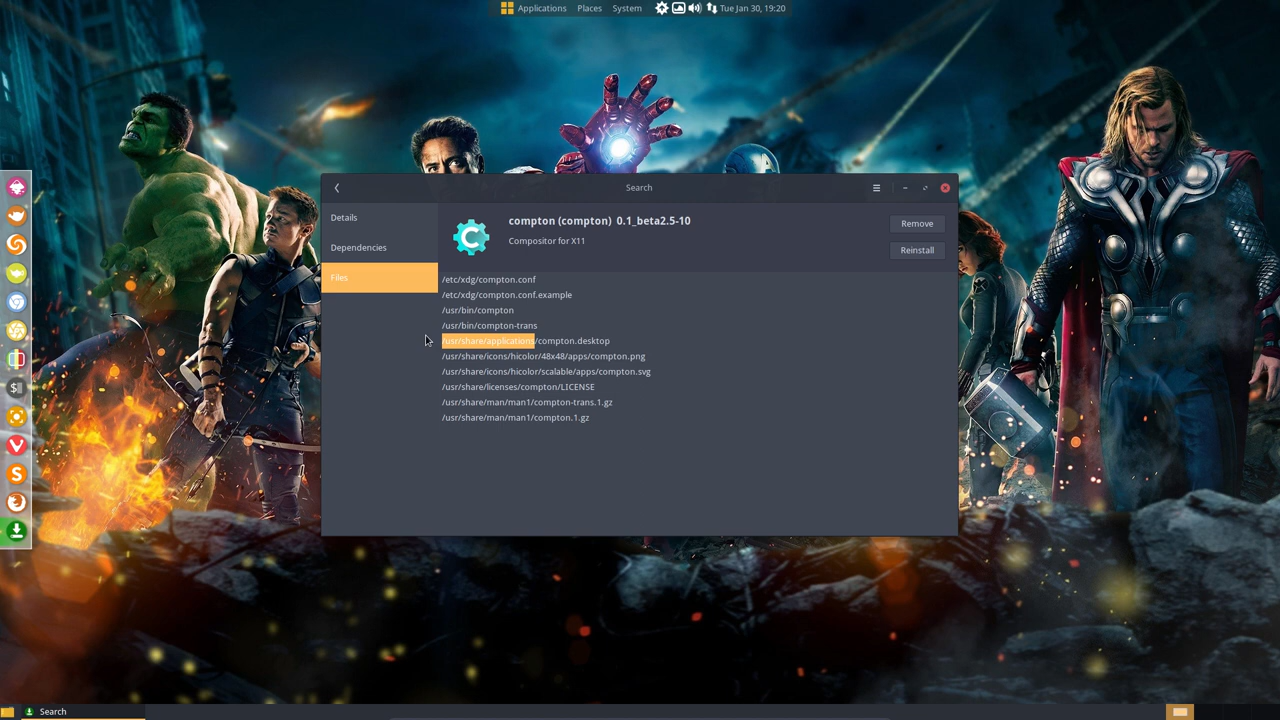 Applications Places System Tue Jan 30, 19:20
Search
Details
compton (compton) 0.1_beta2.5-10
Remove
Compositor for X11
Dependencies
Reinstall
Files
/etc/xdg/compton.conf
/etc/xdg/compton.conf.example
/usr/bin/compton
/usr/bin/compton-trans
/usr/share/applications/compton.desktop
/usr/share/icons/hicolor/48x48/apps/compton.png
/usr/share/icons/hicolor/scalable/apps/compton.svg
/usr/share/licenses/compton/LICENSE
/usr/share/man/man1/compton-trans.1.gz
/usr/share/man/man1/compton.1.gz
Search